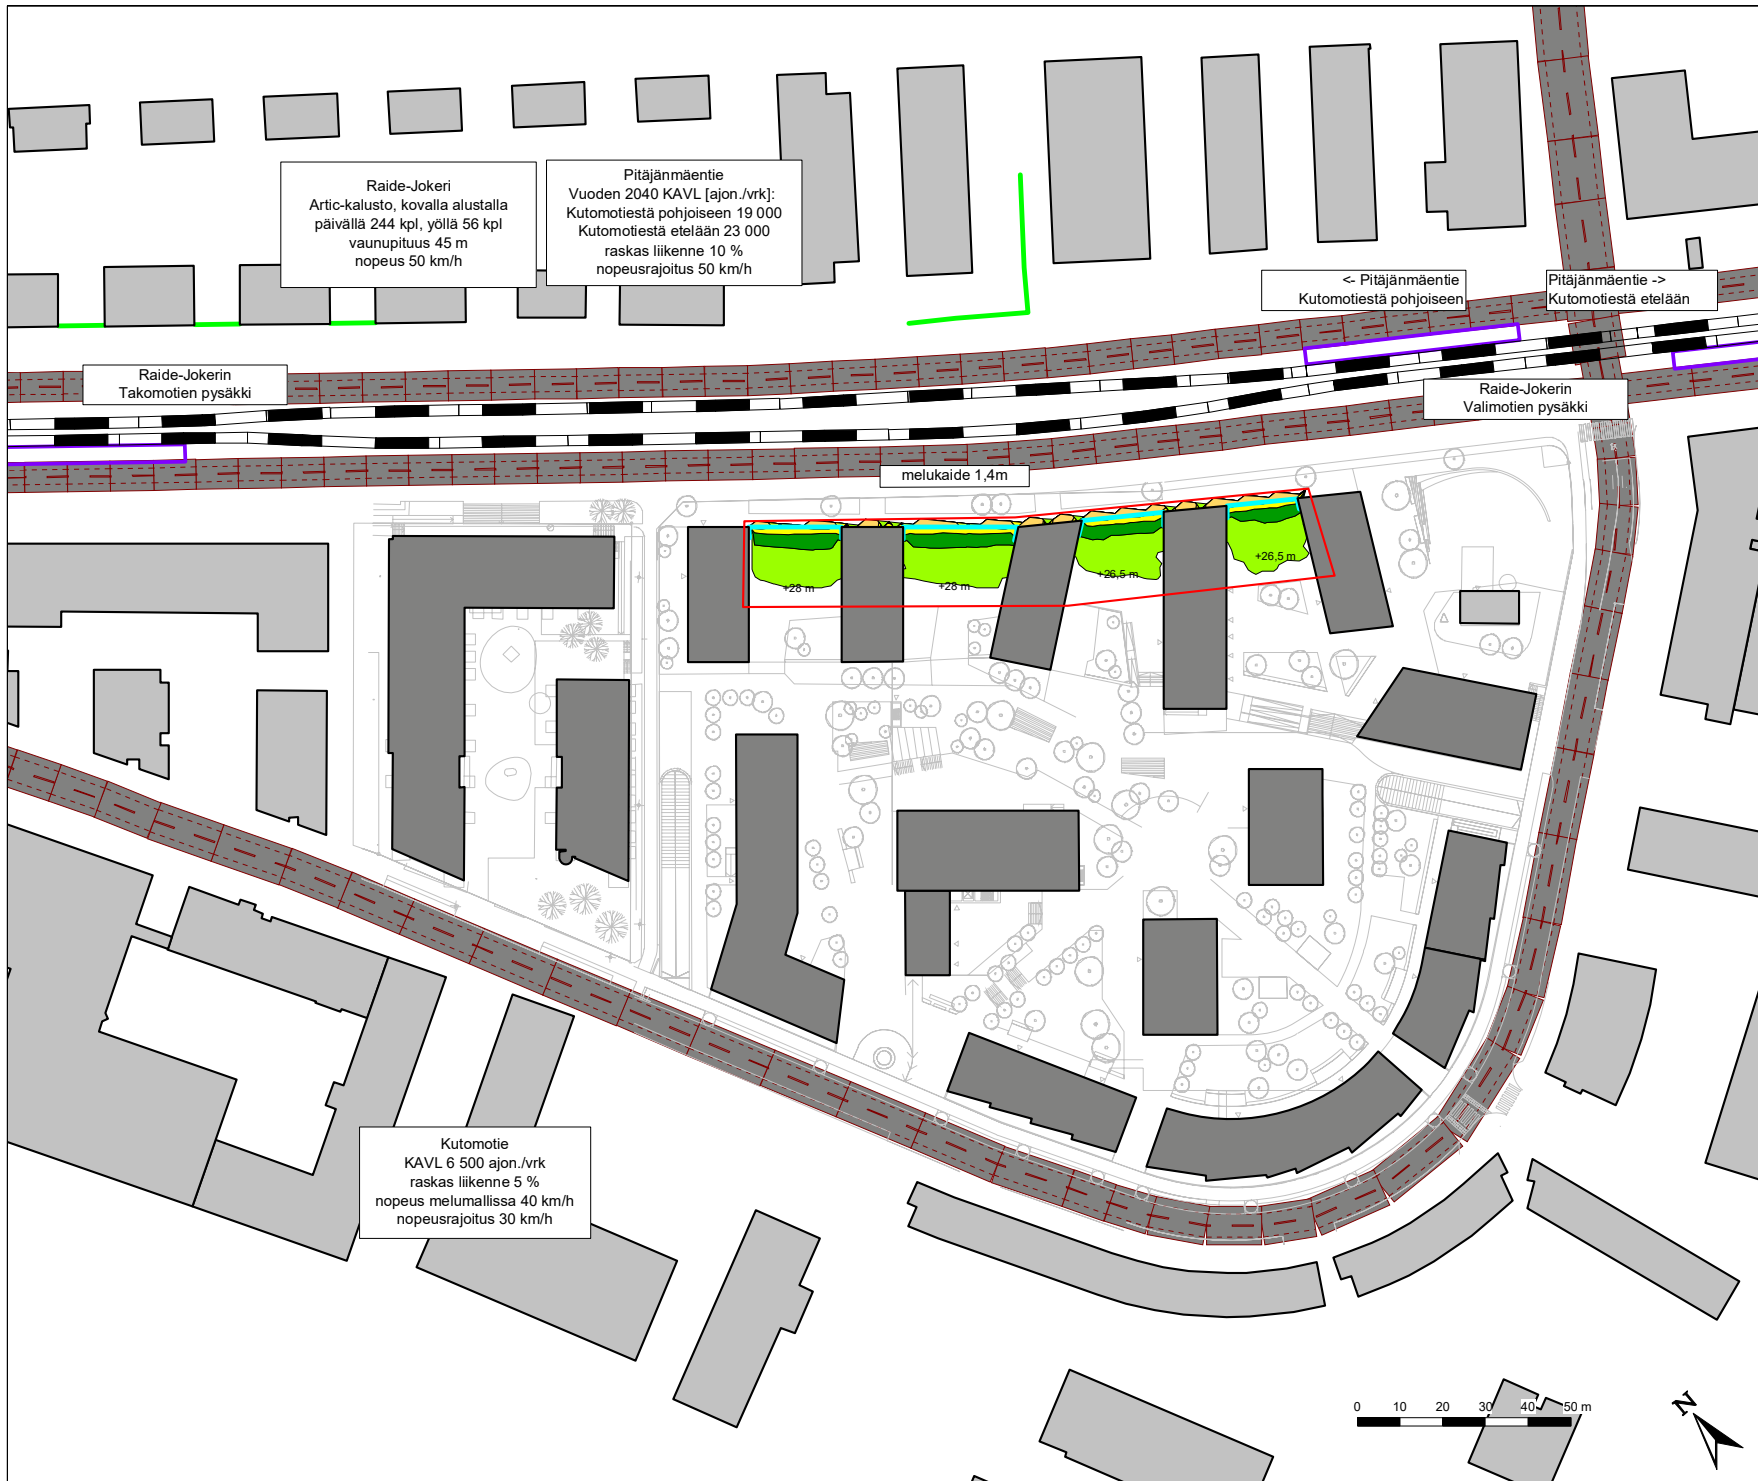 Raide-Jokeri
Artic-kalusto, kovalla alustalla
päivällä 244 kpl, yöllä 56 kpl
vaunupituus 45 m
nopeus 50 km/h
Pitäjänmäentie
Vuoden 2040 KAVL [ajon./vrk]:
Kutomotiestä pohjoiseen 19 000
Kutomotiestä etelään 23 000
raskas liikenne 10 %
nopeusrajoitus 50 km/h
<- Pitäjänmäentie
Kutomotiestä pohjoiseen
Pitäjänmäentie ->
Kutomotiestä etelään
Raide-Jokerin
Takomotien pysäkki
Raide-Jokerin
Valimotien pysäkki
melukaide 1,4m
+28 m
+28 m
+26,5 m
+26,5 m
Kutomotie
KAVL 6 500 ajon./vrk
raskas liikenne 5 %
nopeus melumallissa 40 km/h
nopeusrajoitus 30 km/h
0 10 20 30 40 50 m
N